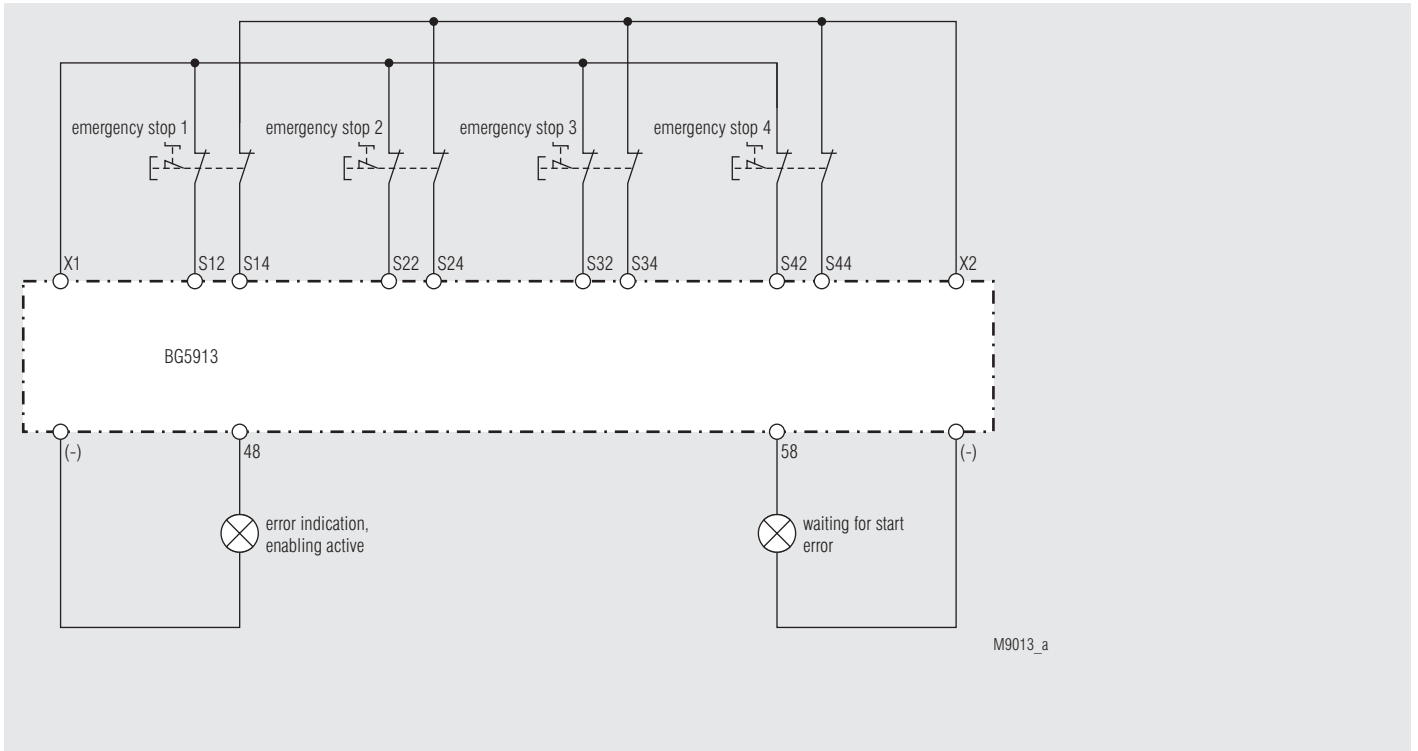 emergency stop 1
emergency stop 2
emergency stop 3
emergency stop 4
X1
S12
S14
S22
S24
S32
S34
S42
S44
X2
BG5913
(-)
48
58
(-)
error indication,
enabling active
waiting for start
error
M9013_a